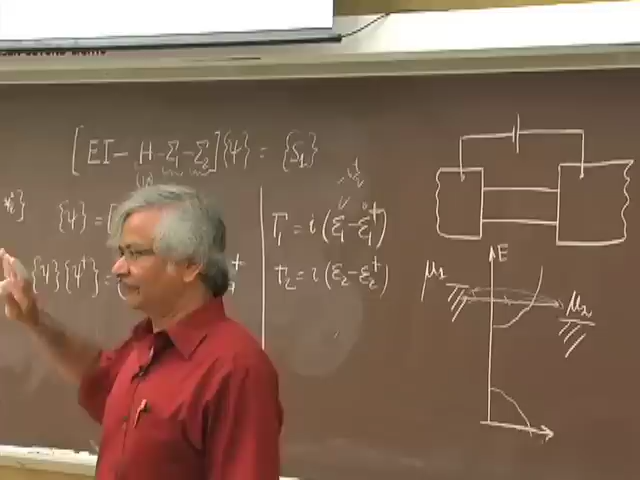 [EI - H - Σ₁ - Σ₂]{ψ} = {S₁}
{ψ} = [
Γ₁ = i (Σ₁ - Σ₁⁺)
{ψ}{ψ⁺} =
Γ₂ = i (Σ₂ - Σ₂⁺)
E
μ₁
μ₂